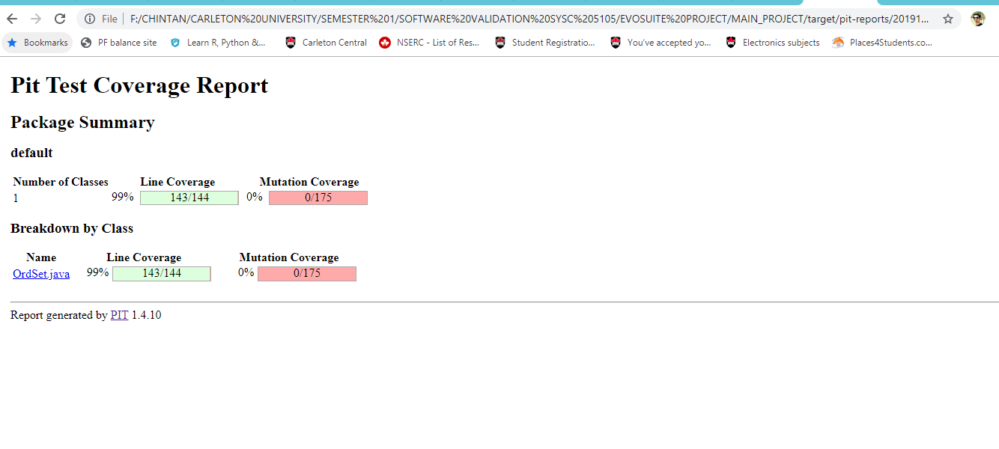 File F:/CHINTAN/CARLETON%20UNIVERSITY/SEMESTER%201/SOFTWARE%20VALIDATION%20SYSC%205105/EVOSUITE%20PROJECT/MAIN_PROJECT/target/pit-reports/20191...
Bookmarks PF balance site Learn R, Python &... Carleton Central NSERC - List of Res... Student Registratio... You've accepted yo... Electronics subjects Places4Students.co...
Pit Test Coverage Report
Package Summary
default
Number of Classes Line Coverage Mutation Coverage
1 99% 143/144 0% 0/175
Breakdown by Class
Name Line Coverage Mutation Coverage
OrdSet.java 99% 143/144 0% 0/175
Report generated by PIT 1.4.10